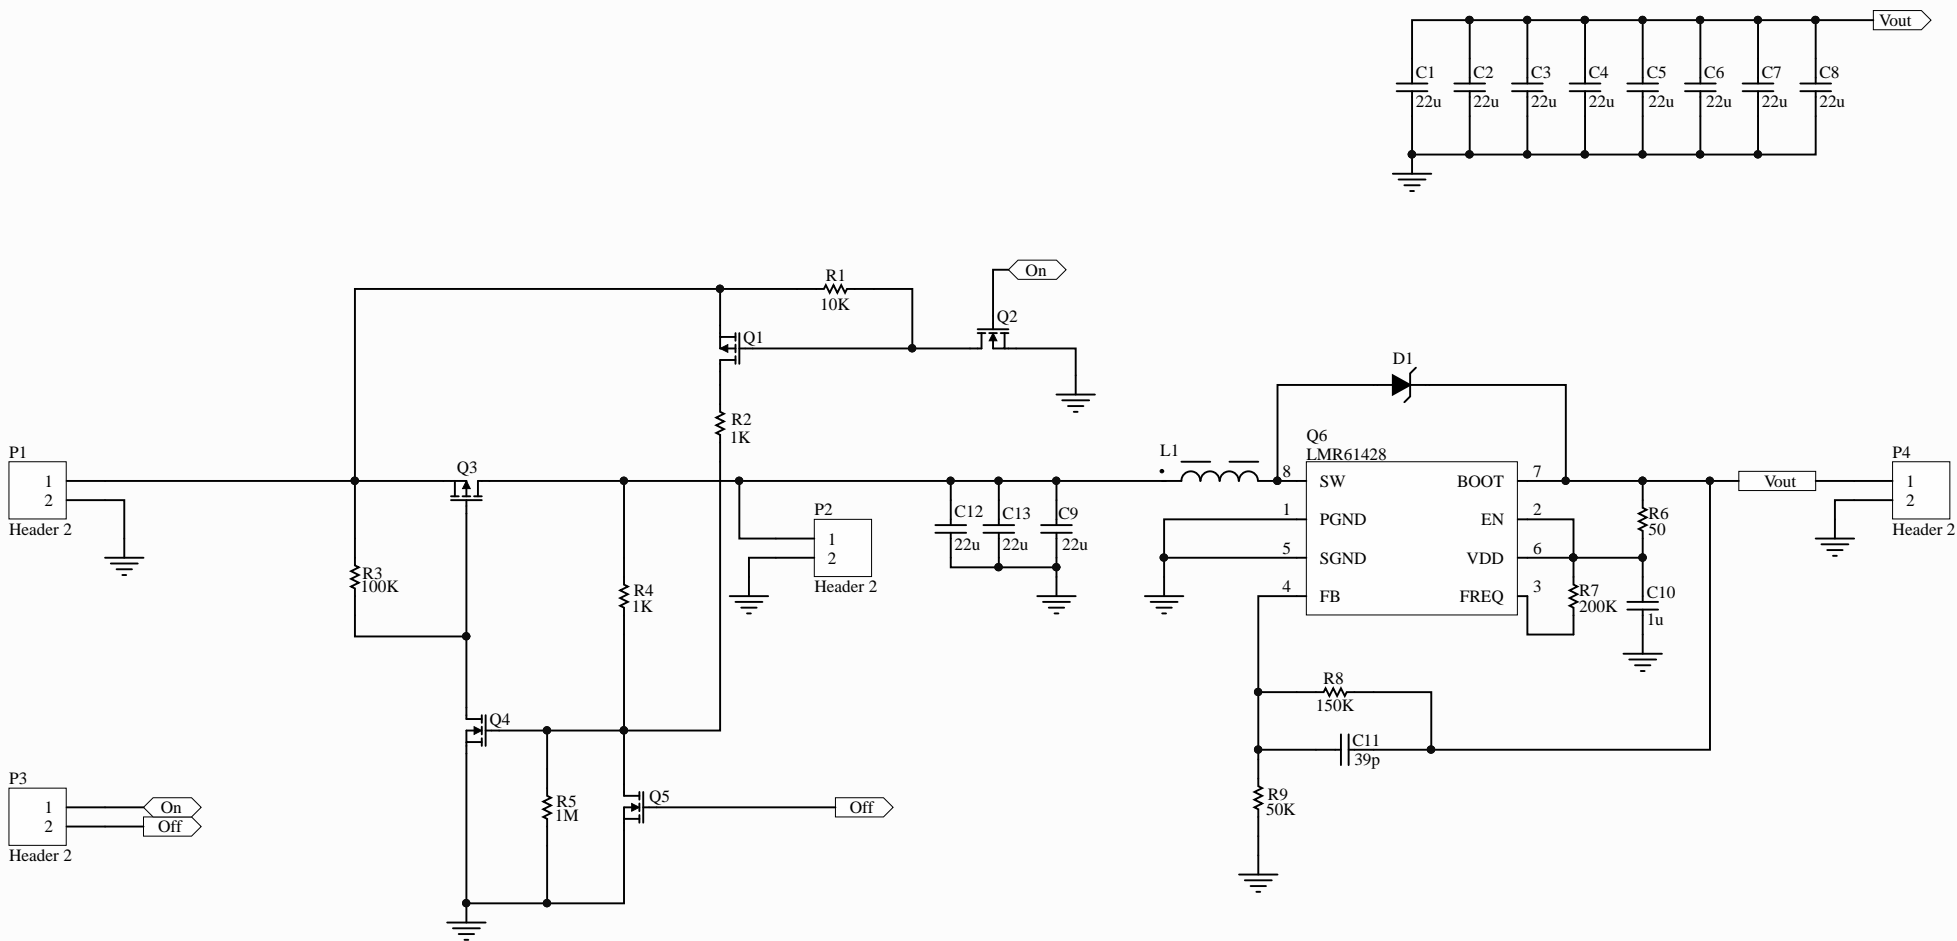 Vout
C1
22u
C2
22u
C3
22u
C4
22u
C5
22u
C6
22u
C7
22u
C8
22u
R1
10K
On
Q2
Q1
R2
1K
D1
P1
1
2
Header 2
Q3
L1
Q6
LMR61428
8 SW BOOT 7
1 PGND EN 2
5 SGND VDD 6
4 FB FREQ 3
Vout
P4
1
2
Header 2
C12
22u
C13
22u
C9
22u
P2
1
2
Header 2
R6
50
R3
100K
R4
1K
R7
200K
C10
1u
R8
150K
C11
39p
R9
50K
Q4
R5
1M
Q5
Off
P3
1 On
2 Off
Header 2